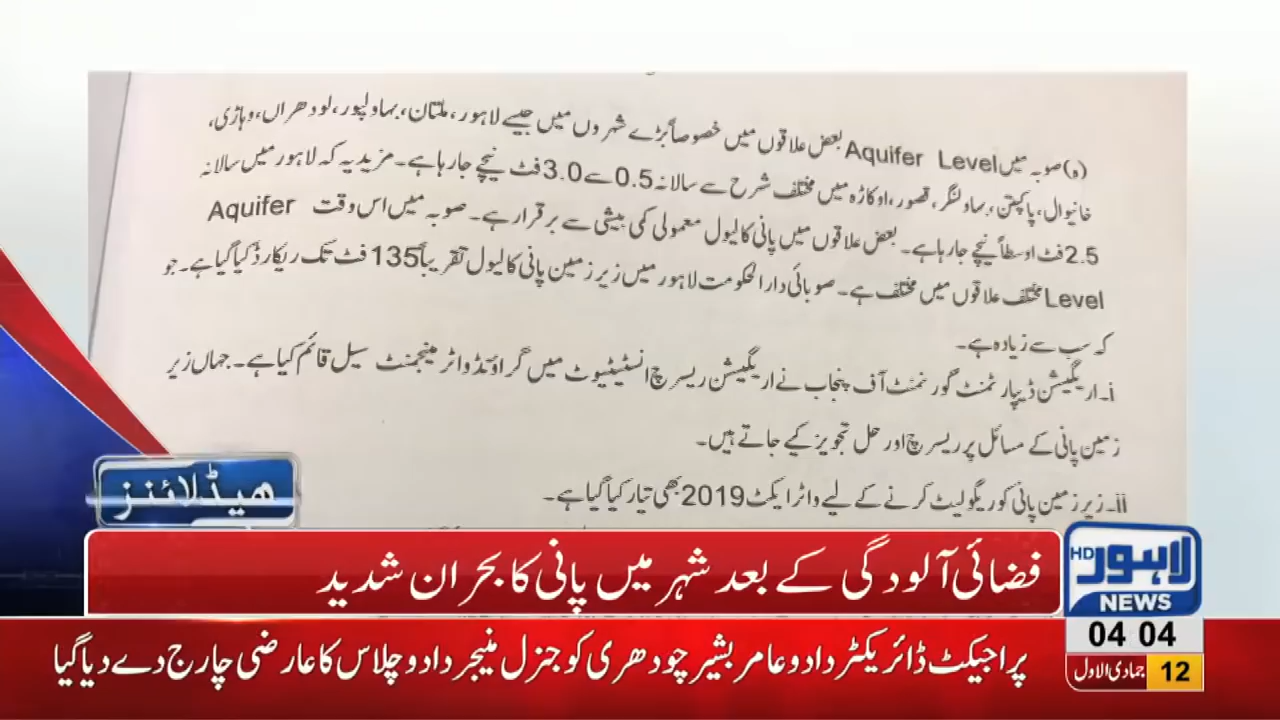 (ہ) صوبہ میں Aquifer Level بعض علاقوں میں خصوصاً بڑے شہروں میں جیسے لاہور، ملتان، بہاولپور، لودھراں، وہاڑی،
خانیوال، پاکپتن، بہاولنگر، قصور، اوکاڑہ میں مختلف شرح سے سالانہ 0.5 سے 3.0 فٹ نیچے جا رہا ہے۔ مزید یہ کہ لاہور میں سالانہ
2.5 فٹ اوسطاً نیچے جا رہا ہے۔ بعض علاقوں میں پانی کا لیول معمولی کمی بیشی سے برقرار ہے۔ صوبہ میں اس وقت Aquifer
Level مختلف علاقوں میں مختلف ہے۔ صوبائی دارالحکومت لاہور میں زیر زمین پانی کا لیول تقریباً 135 فٹ تک ریکارڈ کیا گیا ہے۔ جو
کہ سب سے زیادہ ہے۔
i۔ اریگیشن ڈیپارٹمنٹ گورنمنٹ آف پنجاب نے اریگیشن ریسرچ انسٹیٹیوٹ میں گراؤنڈ واٹر مینجمنٹ سیل قائم کیا ہے۔ جہاں زیر
زمین پانی کے مسائل پر ریسرچ اور حل تجویز کیے جاتے ہیں۔
ii۔ زیر زمین پانی کو ریگولیٹ کرنے کے لیے واٹر ایکٹ 2019 بھی تیار کیا گیا ہے۔
ہیڈلائنز
فضائی آلودگی کے بعد شہر میں پانی کا بحران شدید
لاہور HD
NEWS
04 04
پراجیکٹ ڈائریکٹر دادو عامر بشیر چودھری کو جنرل منیجر دادو چلاس کا عارضی چارج دے دیا گیا
12 جمادی الاول